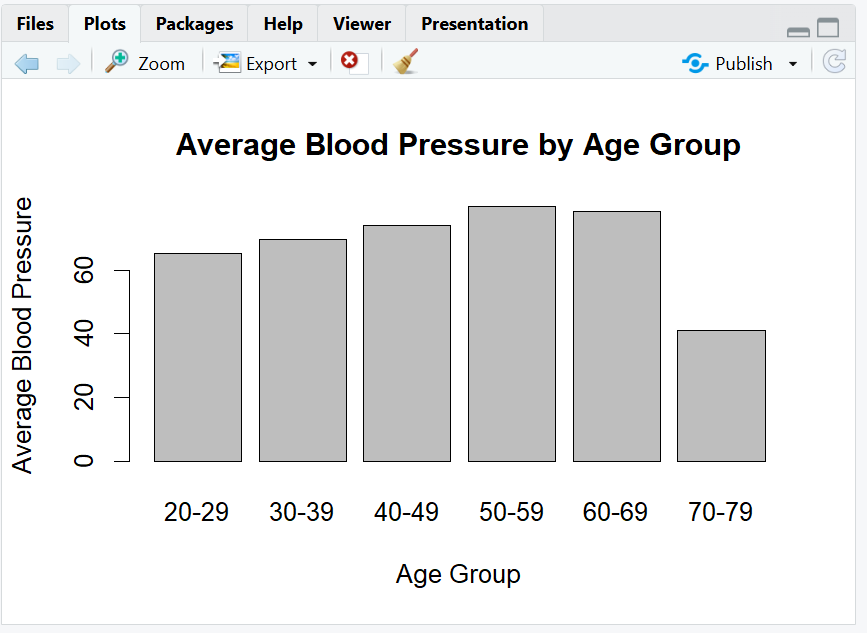 Files Plots Packages Help Viewer Presentation
Zoom Export Publish
Average Blood Pressure by Age Group
Average Blood Pressure
60
40
20
0
20-29 30-39 40-49 50-59 60-69 70-79
Age Group